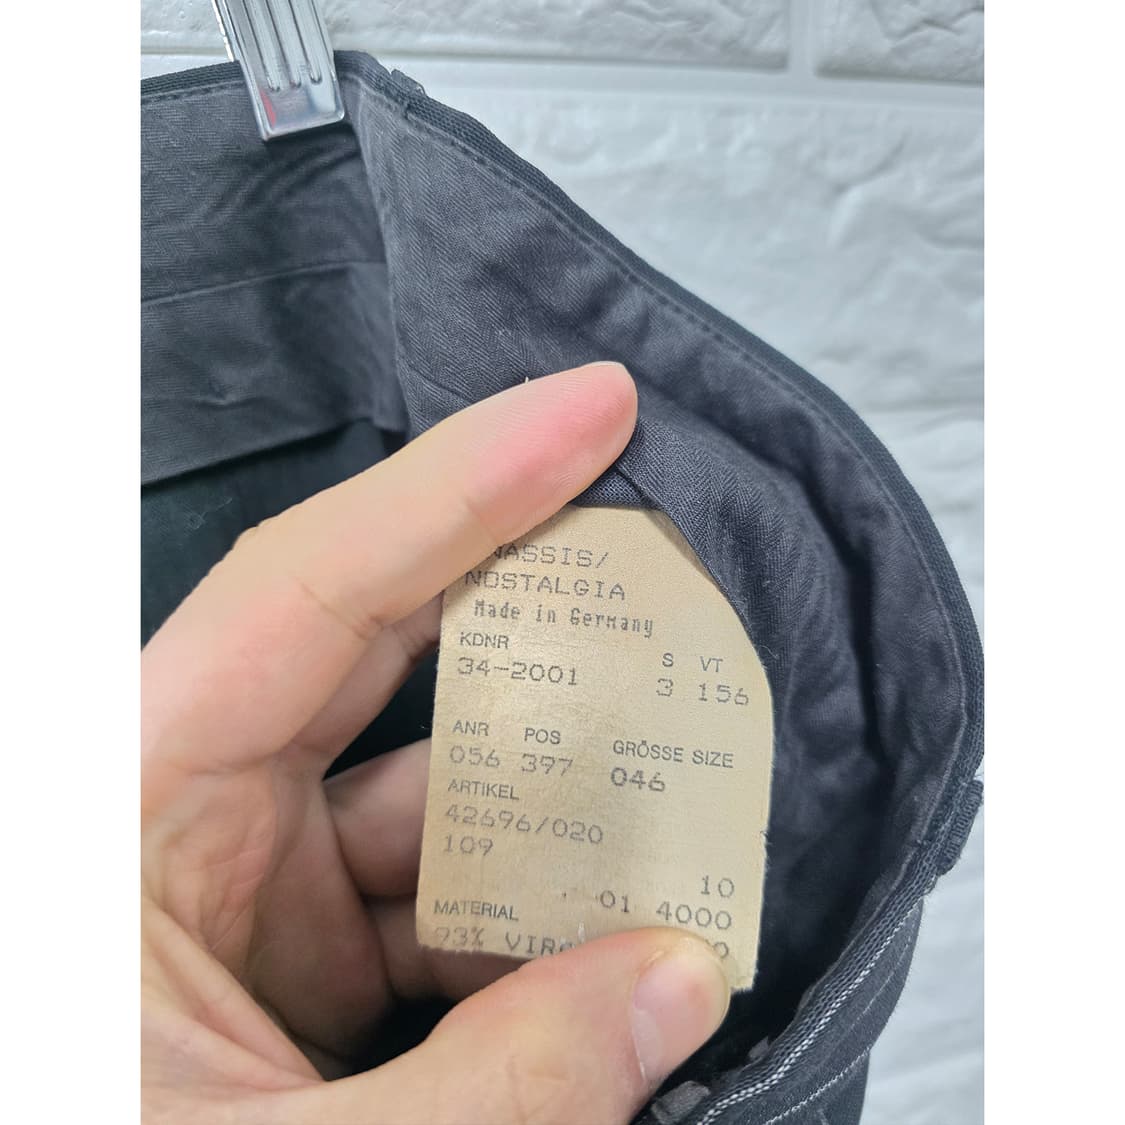 NOSTALGIA
Made in Germany
KDNR S VT
34-2001 3 156
ANR POS GRÖSSE SIZE
056 397 046
ARTIKEL
42696/020
109
10
01 4000
MATERIAL
93%